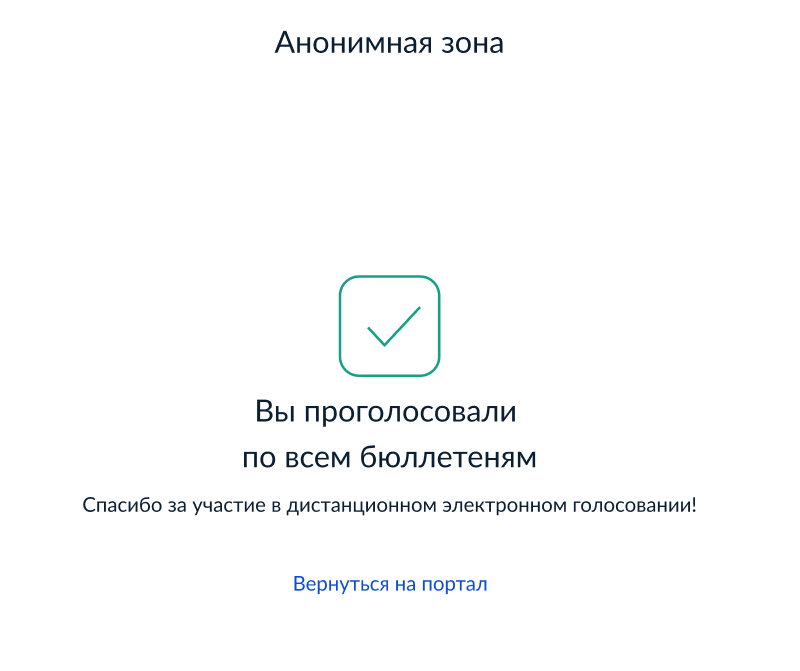 Анонимная зона
Вы проголосовали
по всем бюллетеням
Спасибо за участие в дистанционном электронном голосовании!
Вернуться на портал